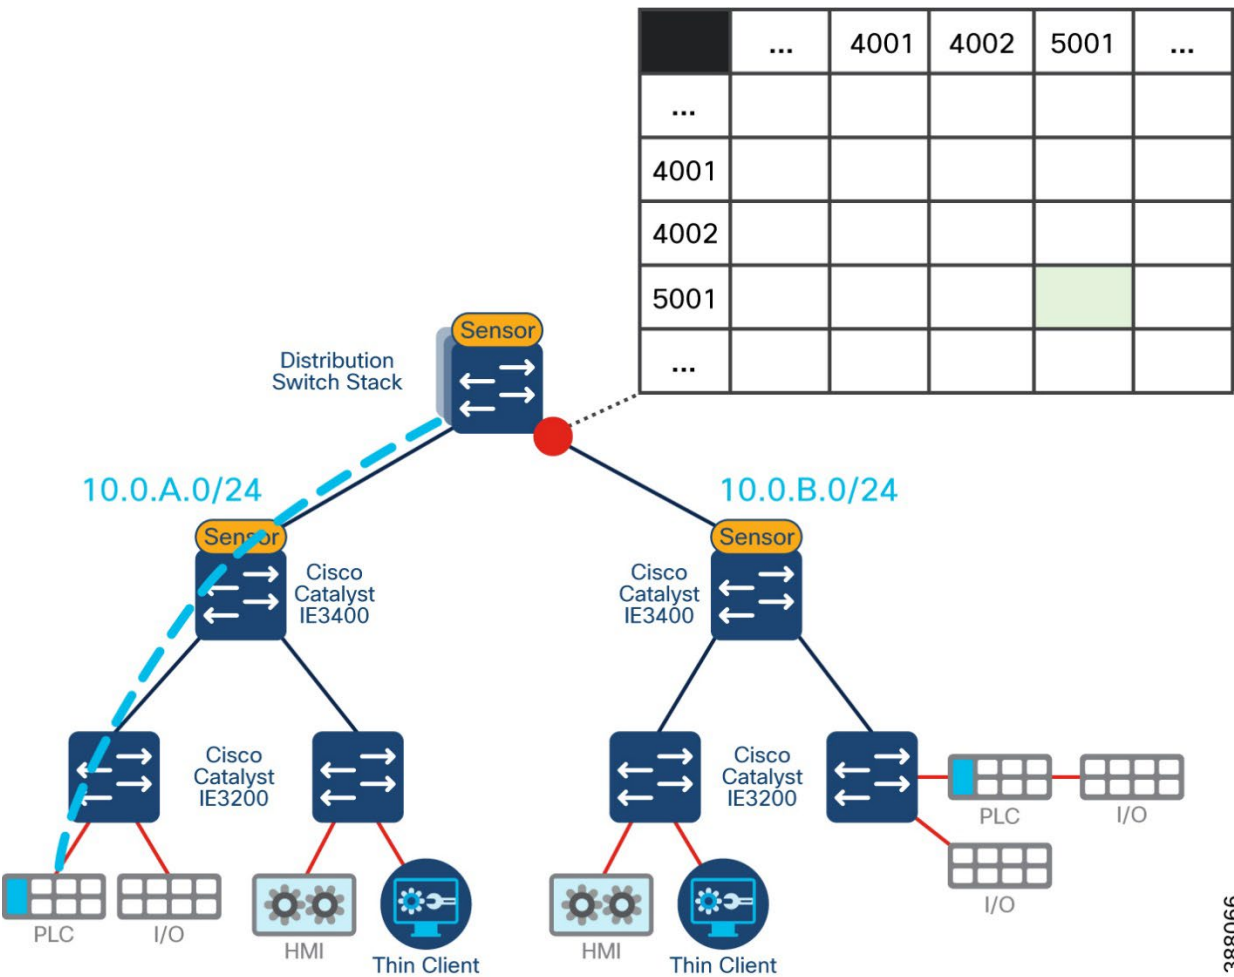 ... 4001 4002 5001 ...
...
4001
4002
5001
...
Sensor
Distribution
Switch Stack
10.0.A.0/24
10.0.B.0/24
Sensor
Sensor
Cisco
Catalyst
IE3400
Cisco
Catalyst
IE3400
Cisco
Catalyst
IE3200
Cisco
Catalyst
IE3200
PLC
I/O
I/O
PLC
I/O
HMI
Thin Client
HMI
Thin Client
388066